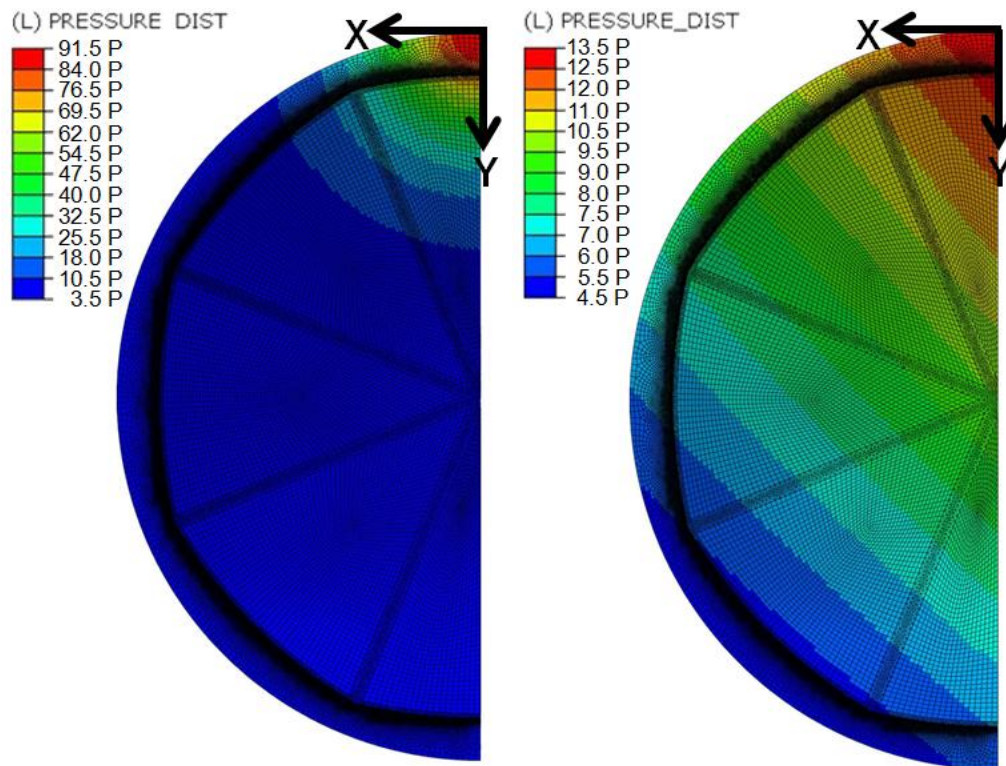 (L) PRESSURE DIST
91.5 P
84.0 P
76.5 P
69.5 P
62.0 P
54.5 P
47.5 P
40.0 P
32.5 P
25.5 P
18.0 P
10.5 P
3.5 P
X
Y
(L) PRESSURE_DIST
13.5 P
12.5 P
12.0 P
11.0 P
10.5 P
9.5 P
9.0 P
8.0 P
7.5 P
7.0 P
6.0 P
5.5 P
4.5 P
X
Y